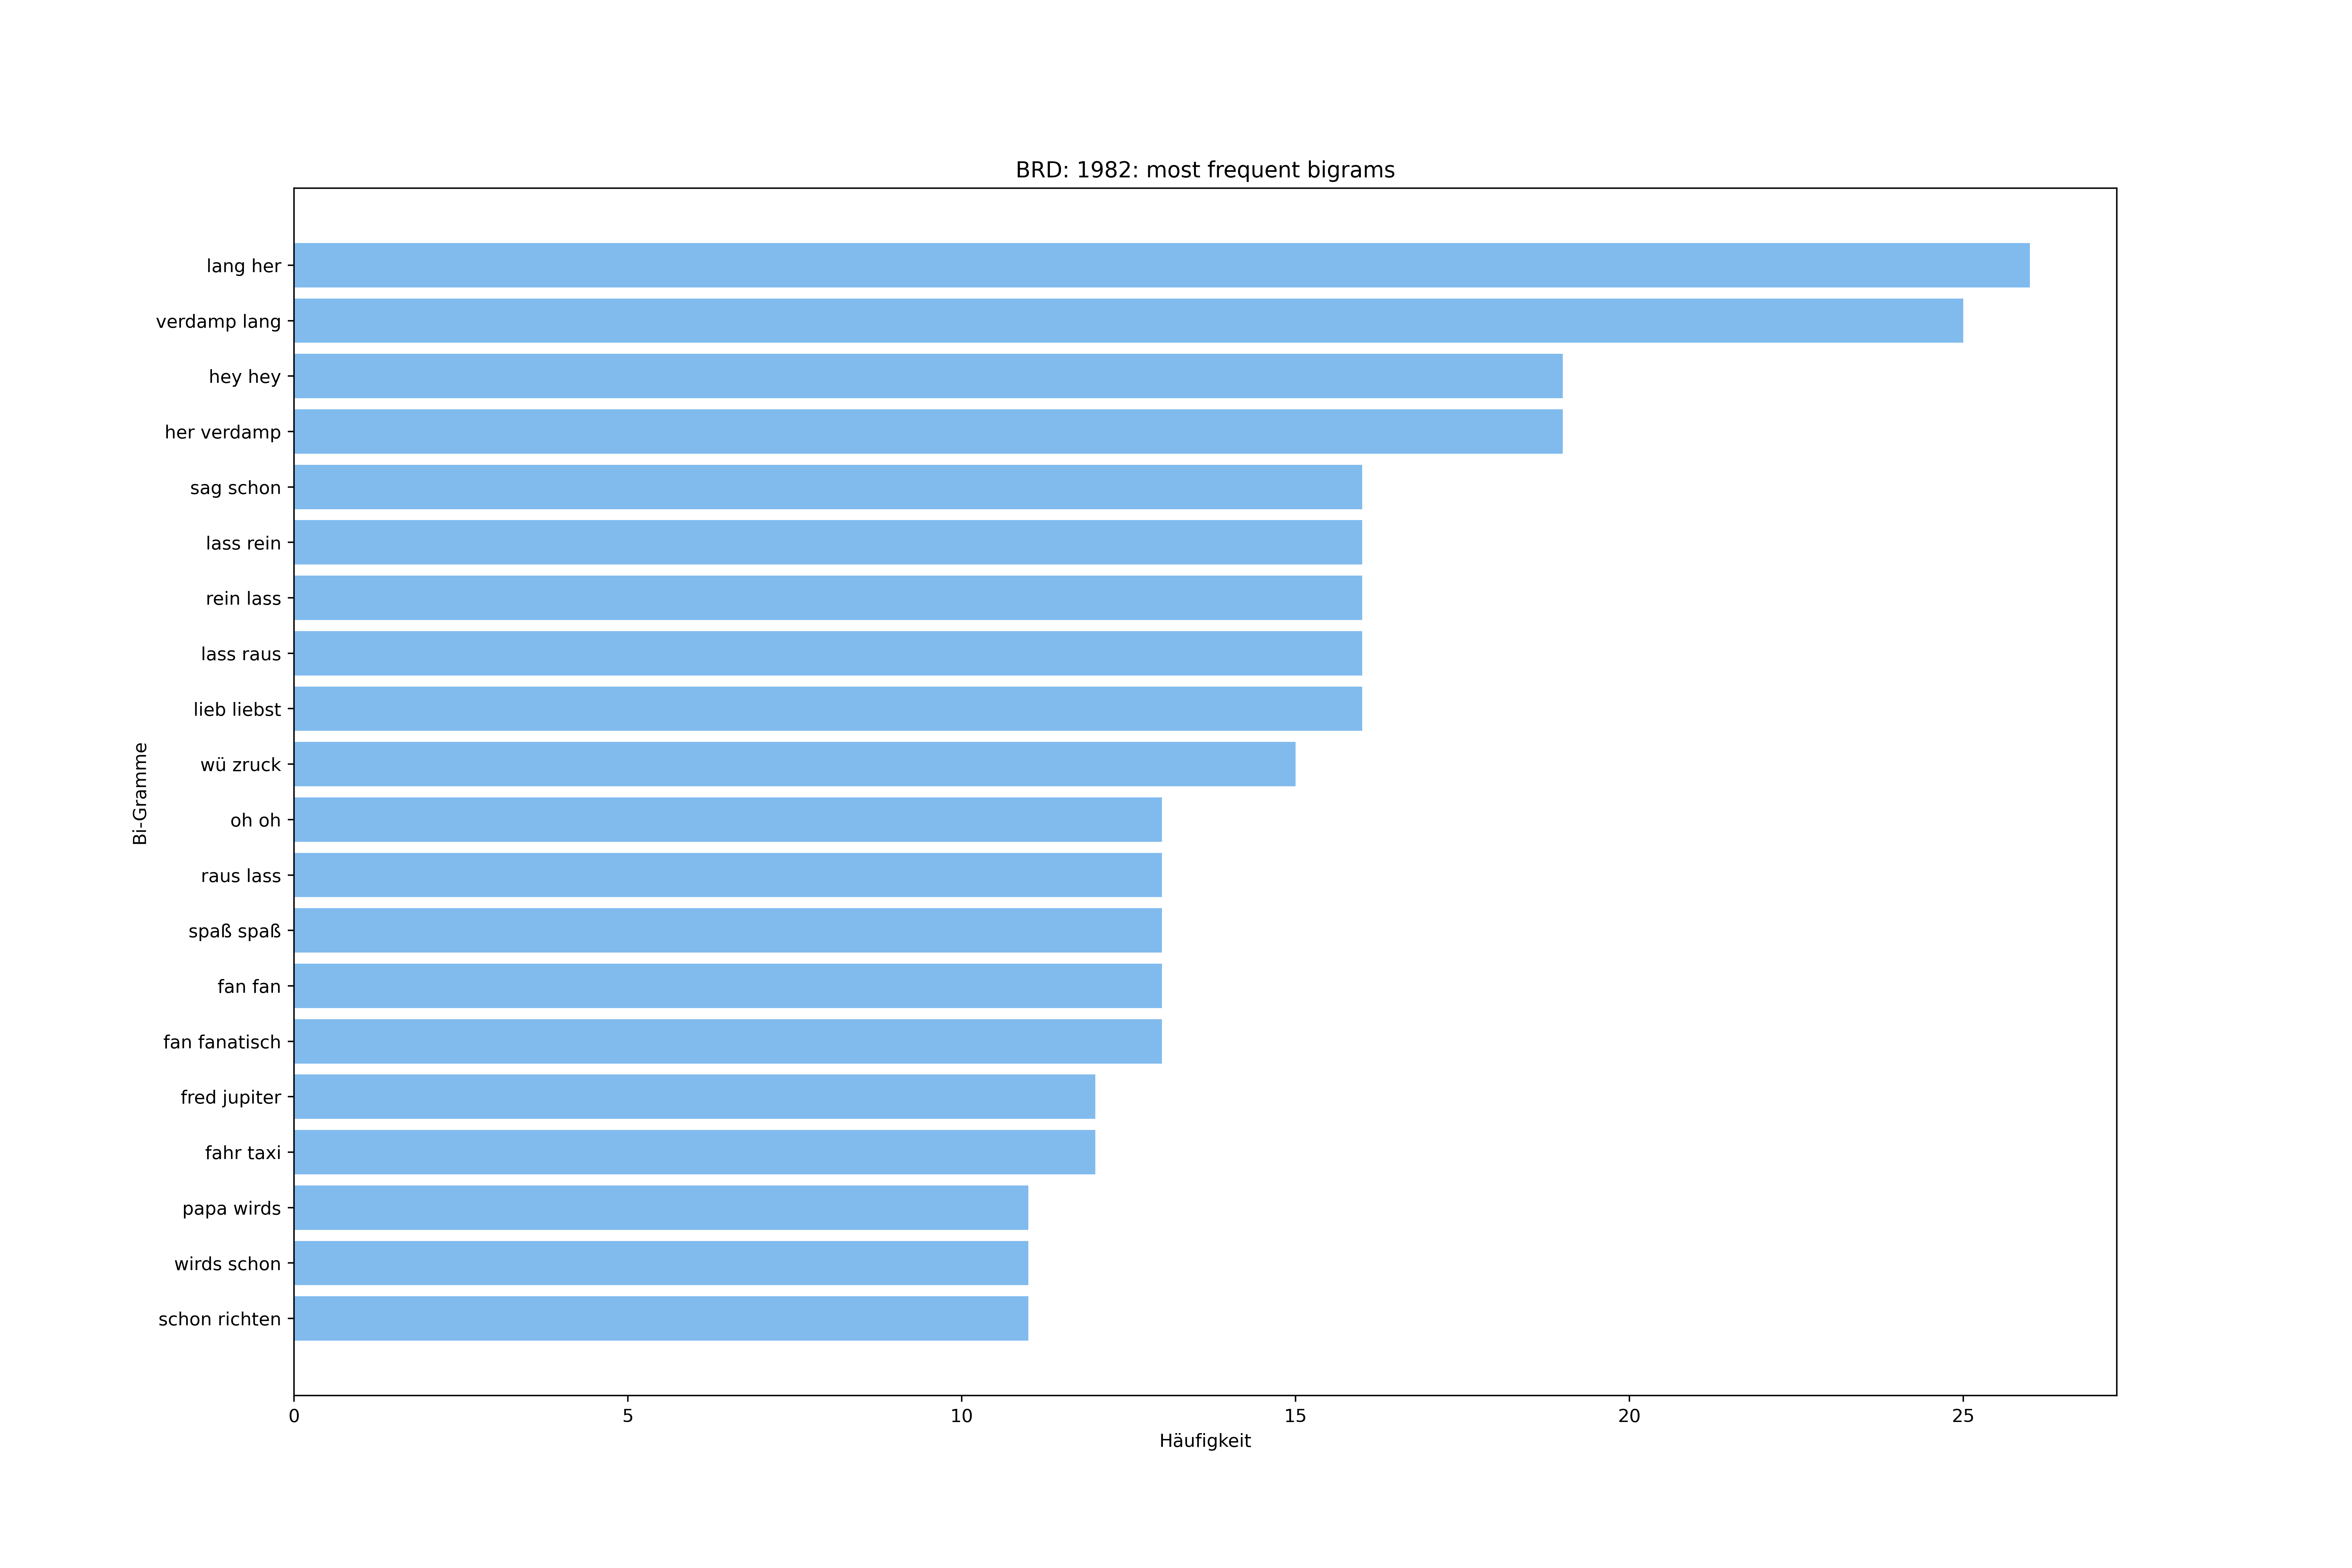 BRD: 1982: most frequent bigrams
lang her
verdamp lang
hey hey
her verdamp
sag schon
lass rein
rein lass
lass raus
lieb liebst
wü zruck
oh oh
raus lass
spaß spaß
fan fan
fan fanatisch
fred jupiter
fahr taxi
papa wirds
wirds schon
schon richten
Bi-Gramme
0 5 10 15 20 25
Häufigkeit